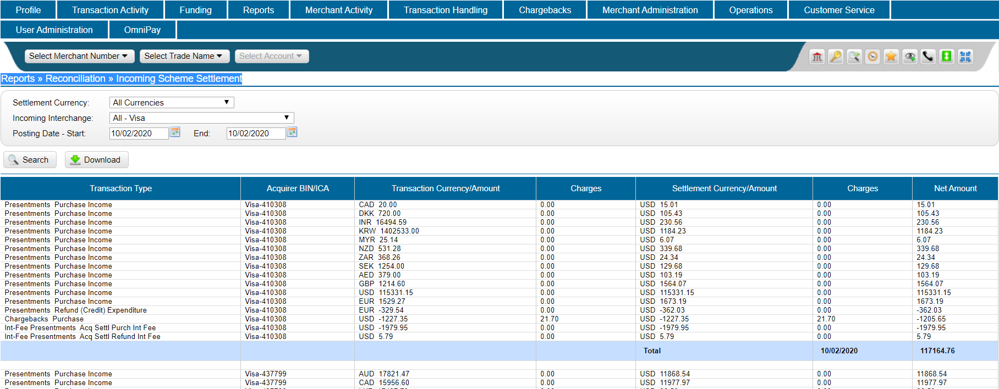 Profile Transaction Activity Funding Reports Merchant Activity Transaction Handling Chargebacks Merchant Administration Operations Customer Service
User Administration OmniPay
Select Merchant Number Select Trade Name Select Account
Reports » Reconciliation » Incoming Scheme Settlement
Settlement Currency: All Currencies
Incoming Interchange: All - Visa
Posting Date - Start: 10/02/2020 End: 10/02/2020
Search Download
Transaction Type Acquirer BIN/ICA Transaction Currency/Amount Charges Settlement Currency/Amount Charges Net Amount
Presentments Purchase Income Visa-410308 CAD 20.00 0.00 USD 15.01 0.00 15.01
Presentments Purchase Income Visa-410308 DKK 720.00 0.00 USD 105.43 0.00 105.43
Presentments Purchase Income Visa-410308 INR 16494.59 0.00 USD 230.56 0.00 230.56
Presentments Purchase Income Visa-410308 KRW 1402533.00 0.00 USD 1184.23 0.00 1184.23
Presentments Purchase Income Visa-410308 MYR 25.14 0.00 USD 6.07 0.00 6.07
Presentments Purchase Income Visa-410308 NZD 531.28 0.00 USD 339.68 0.00 339.68
Presentments Purchase Income Visa-410308 ZAR 368.26 0.00 USD 24.34 0.00 24.34
Presentments Purchase Income Visa-410308 SEK 1254.00 0.00 USD 129.68 0.00 129.68
Presentments Purchase Income Visa-410308 AED 379.00 0.00 USD 103.19 0.00 103.19
Presentments Purchase Income Visa-410308 GBP 1214.60 0.00 USD 1564.07 0.00 1564.07
Presentments Purchase Income Visa-410308 USD 115331.15 0.00 USD 115331.15 0.00 115331.15
Presentments Purchase Income Visa-410308 EUR 1529.27 0.00 USD 1673.19 0.00 1673.19
Presentments Refund (Credit) Expenditure Visa-410308 EUR -329.54 0.00 USD -362.03 0.00 -362.03
Chargebacks Purchase Visa-410308 USD -1227.35 21.70 USD -1227.35 21.70 -1205.65
Int-Fee Presentments Acq Settl Purch Int Fee Visa-410308 USD -1979.95 0.00 USD -1979.95 0.00 -1979.95
Int-Fee Presentments Acq Settl Refund Int Fee Visa-410308 USD 5.79 0.00 USD 5.79 0.00 5.79
Total 10/02/2020 117164.76
Presentments Purchase Income Visa-437799 AUD 17821.47 0.00 USD 11868.54 0.00 11868.54
Presentments Purchase Income Visa-437799 CAD 15956.60 0.00 USD 11977.97 0.00 11977.97